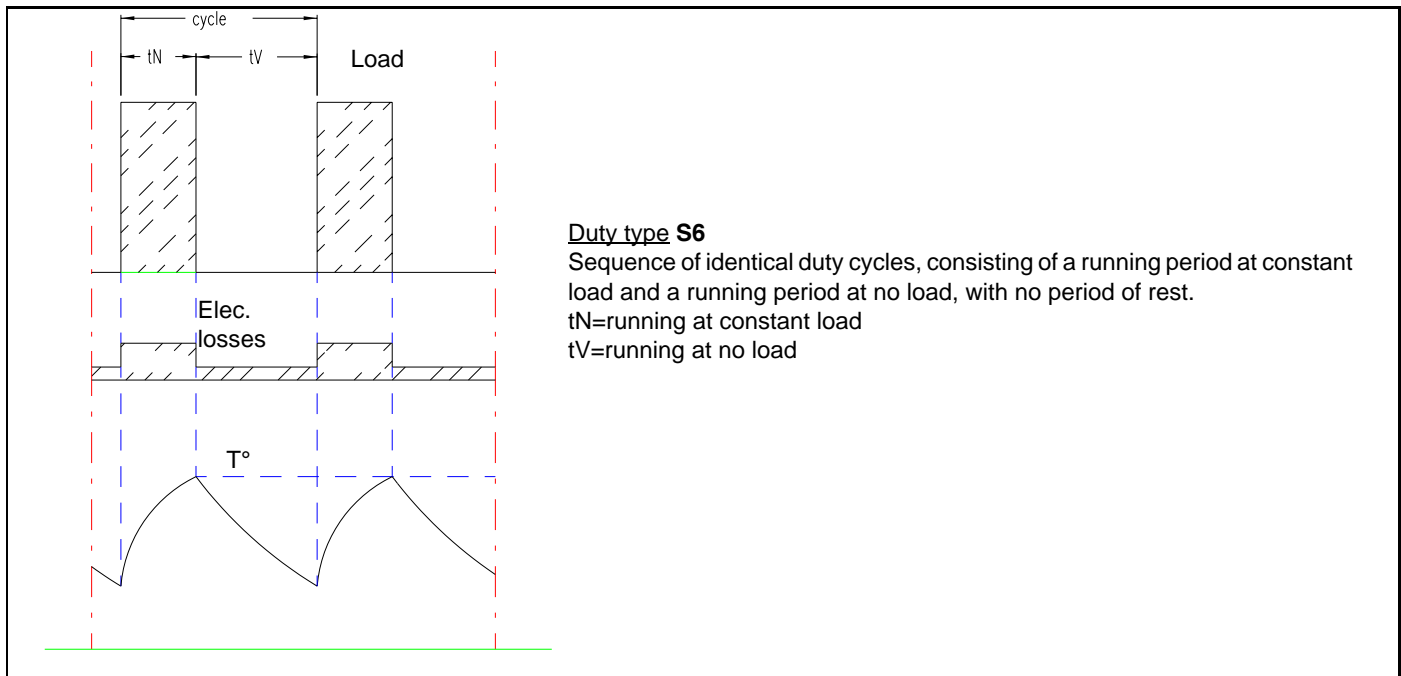 cycle
tN
tV
Load
Elec.
losses
T°
Duty type S6
Sequence of identical duty cycles, consisting of a running period at constant
load and a running period at no load, with no period of rest.
tN=running at constant load
tV=running at no load